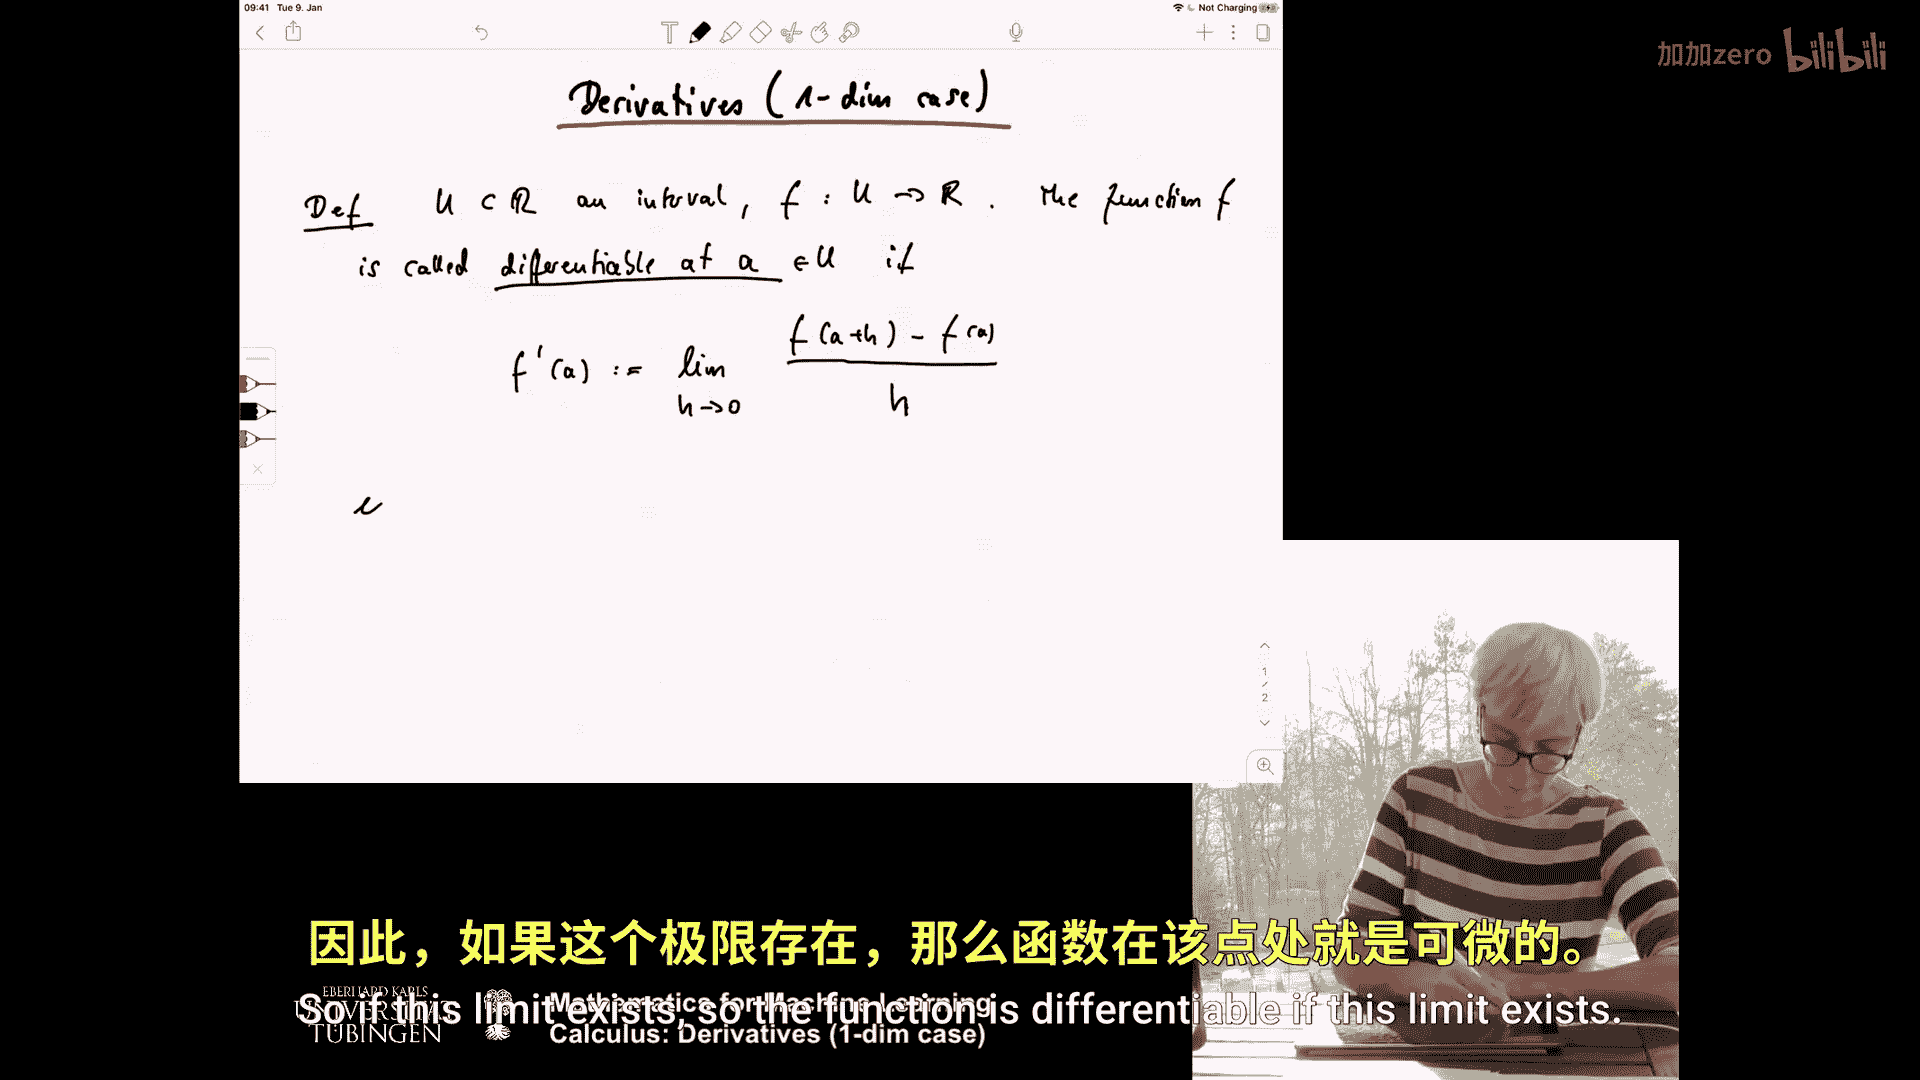 09:41 Tue 9. Jan
Not Charging
加加zero bilibili
Derivatives (1-dim case)
Def U ⊂ ℝ an interval, f : U → ℝ . The function f
is called differentiable at a ∈ U if
f'(a) := lim h→0 f(a+h) - f(a) / h
1
2
因此，如果这个极限存在，那么函数在该点处就是可微的。
So if this limit exists, so the function is differentiable if this limit exists.
EBERHARD KARLS
UNIVERSITÄT
TÜBINGEN
Mathematics for Machine Learning
Calculus: Derivatives (1-dim case)